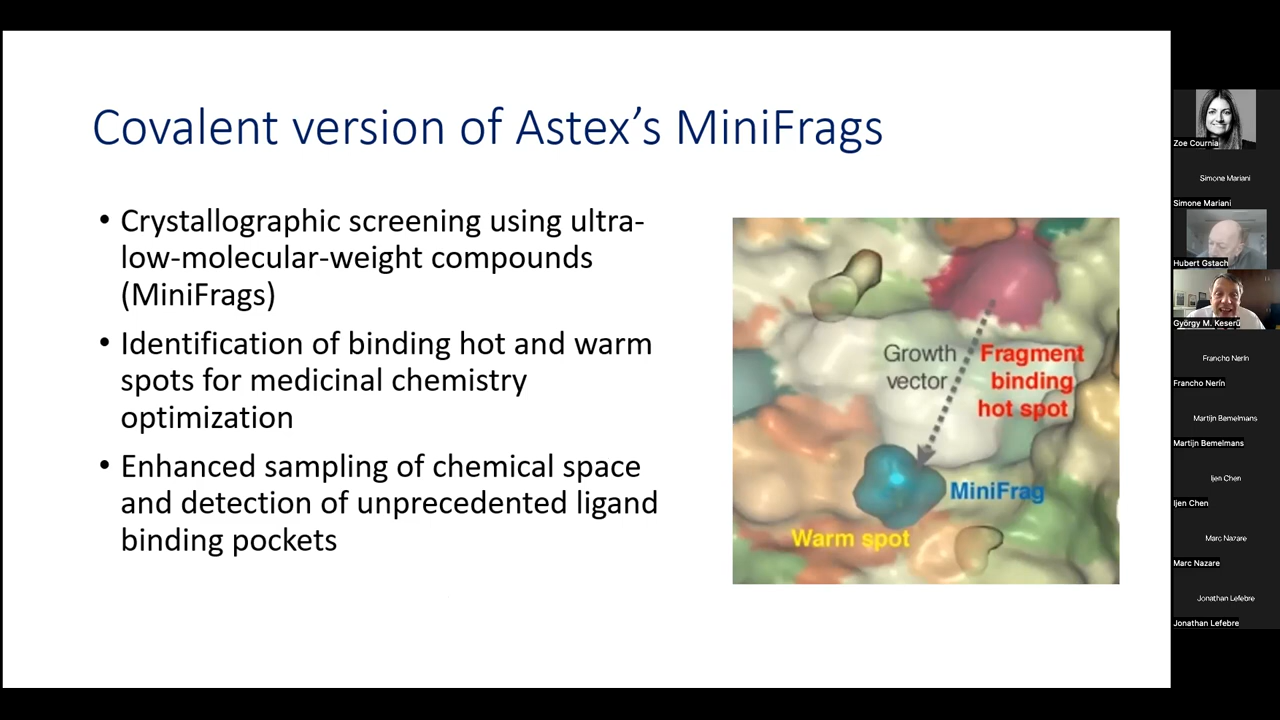 Covalent version of Astex's MiniFrags
• Crystallographic screening using ultra-
low-molecular-weight compounds
(MiniFrags)
• Identification of binding hot and warm
spots for medicinal chemistry
optimization
• Enhanced sampling of chemical space
and detection of unprecedented ligand
binding pockets
Growth
vector
Fragment
binding
hot spot
MiniFrag
Warm spot
Zoe Cournia
Simone Mariani
Simone Mariani
Hubert Gstach
György M. Keserű
Francho Nerín
Francho Nerín
Martijn Bemelmans
Martijn Bemelmans
Ijen Chen
Ijen Chen
Marc Nazare
Marc Nazare
Jonathan Lefebre
Jonathan Lefebre